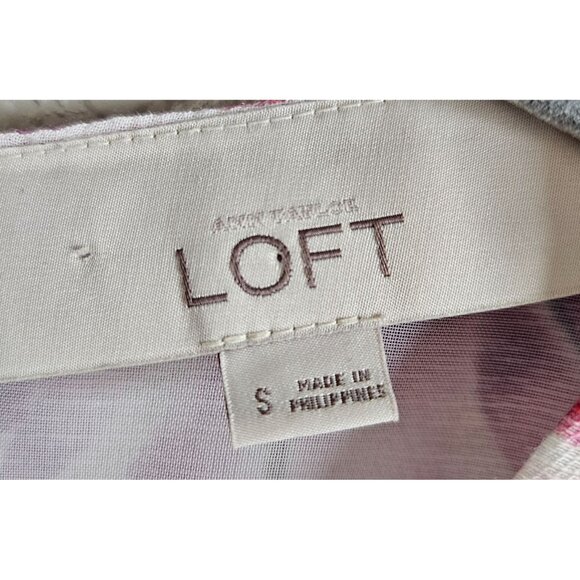 ANN TAYLOR
LOFT
S
MADE IN
PHILIPPINES